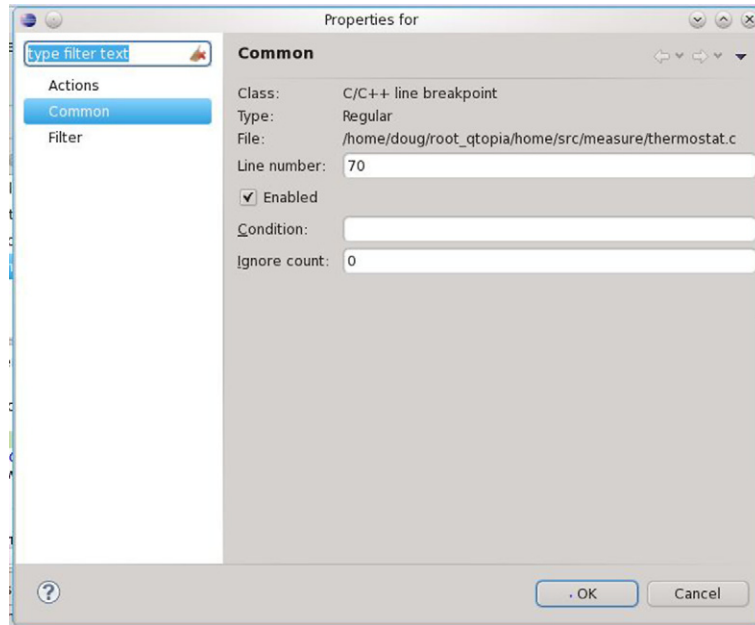 Properties for
type filter text
Actions
Common
Filter
Common
Class: C/C++ line breakpoint
Type: Regular
File: /home/doug/root_qtopia/home/src/measure/thermostat.c
Line number: 70
Enabled
Condition:
Ignore count: 0
?
OK
Cancel